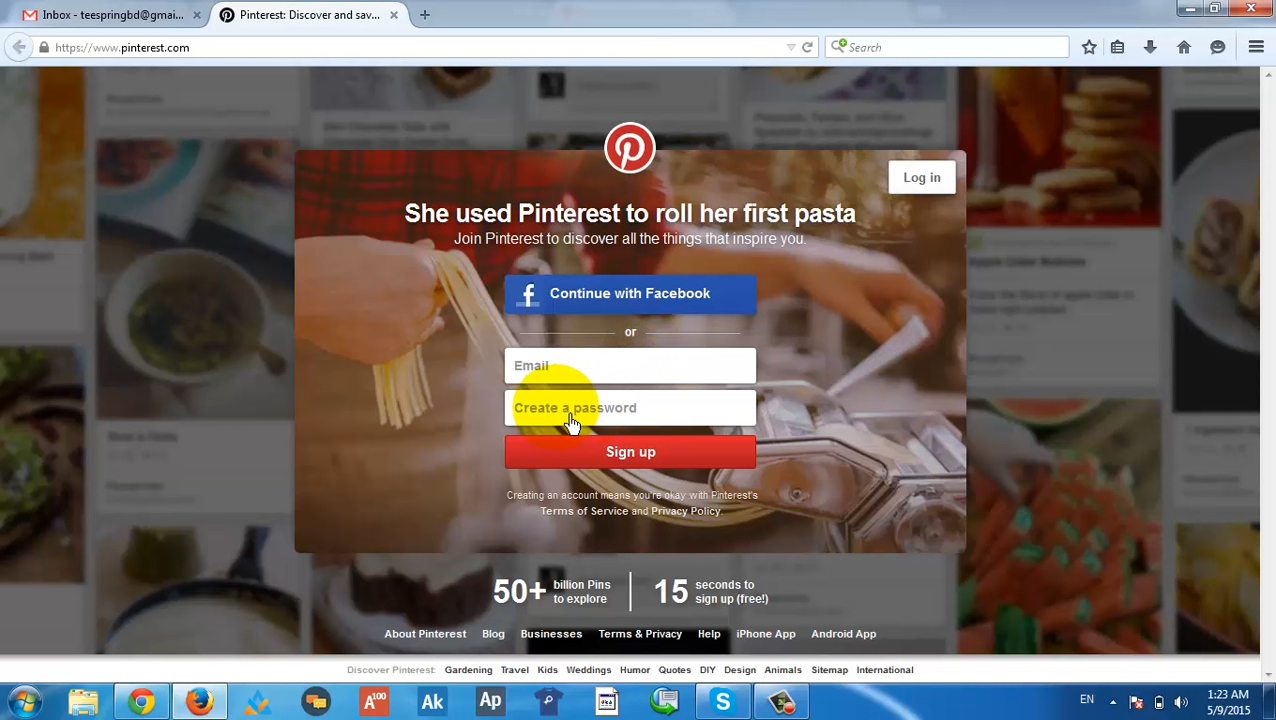 Inbox - teespringbd@gmai...
Pinterest: Discover and sav...
https://www.pinterest.com
Search
Log in
She used Pinterest to roll her first pasta
Join Pinterest to discover all the things that inspire you.
f Continue with Facebook
or
Email
Create a password
Sign up
Creating an account means you're okay with Pinterest's
Terms of Service and Privacy Policy.
50+ billion Pins to explore
15 seconds to sign up (free!)
About Pinterest Blog Businesses Terms & Privacy Help iPhone App Android App
Discover Pinterest: Gardening Travel Kids Weddings Humor Quotes DIY Design Animals Sitemap International
A100
Ak
Ap
EN
1:23 AM
5/9/2015